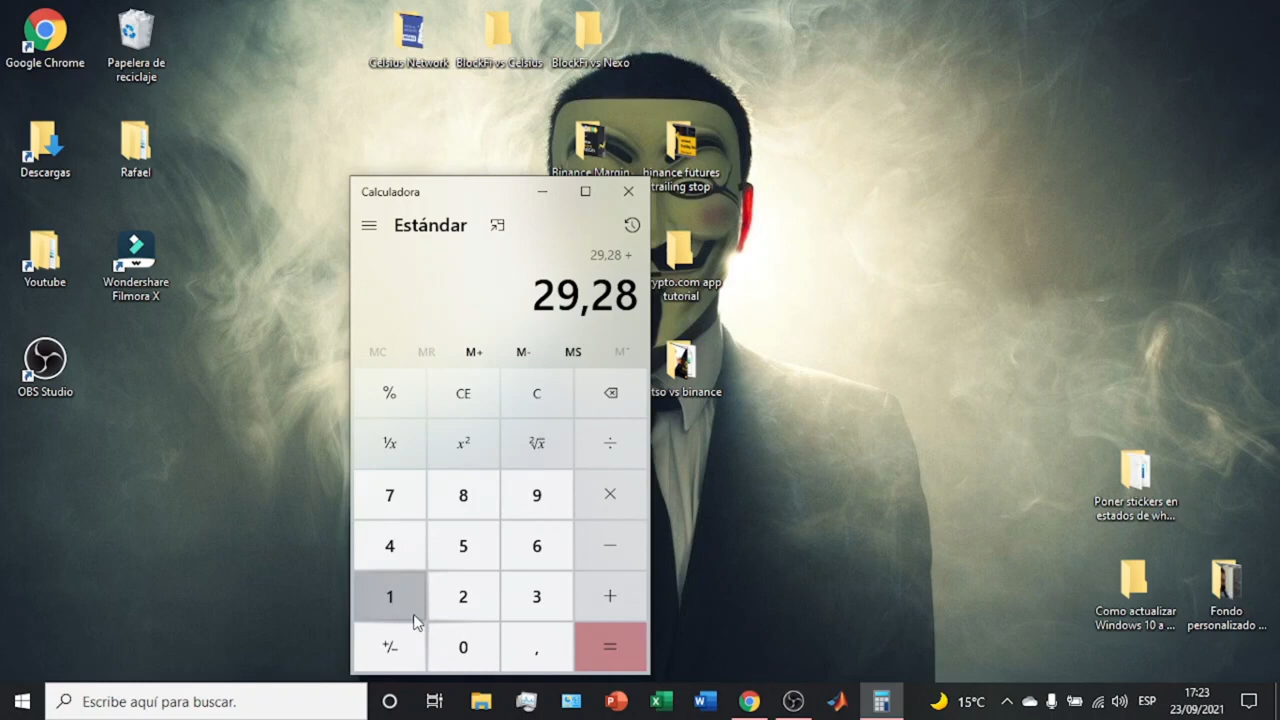 Google Chrome
Papelera de
reciclaje
Celsius Network
BlockFi vs Celsius
BlockFi vs Nexo
Descargas
Rafael
Binance Margin
binance futures
trailing stop
Youtube
Wondershare
Filmora X
rypto.com app
tutorial
OBS Studio
tso vs binance
Calculadora
Estándar
29,28 +
29,28
MC MR M+ M- MS M˅
% CE C
¹/x x² ²√x ÷
7 8 9 ×
4 5 6 −
1 2 3 +
+/- 0 , =
Poner stickers en
estados de wh...
Como actualizar
Windows 10 a ...
Fondo
personalizado ...
Escribe aquí para buscar.
15°C
ESP
17:23
23/09/2021